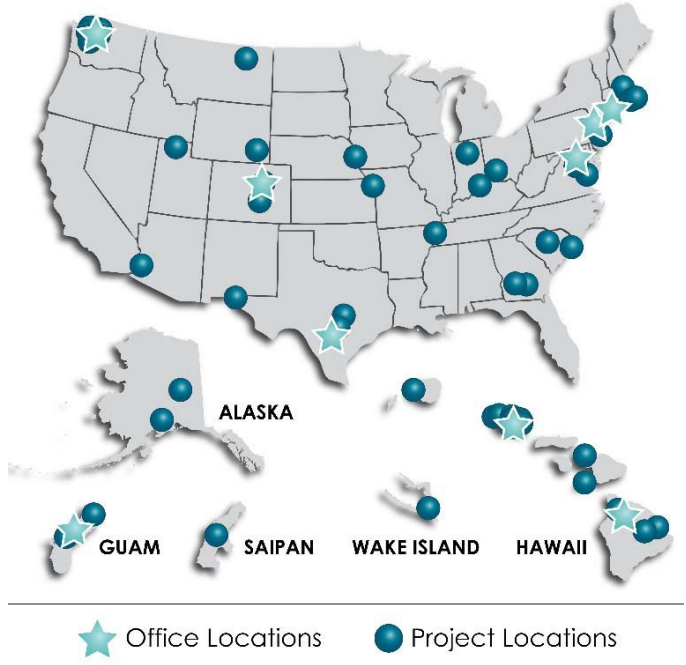 ALASKA
GUAM
SAIPAN
WAKE ISLAND
HAWAII
Office Locations
Project Locations